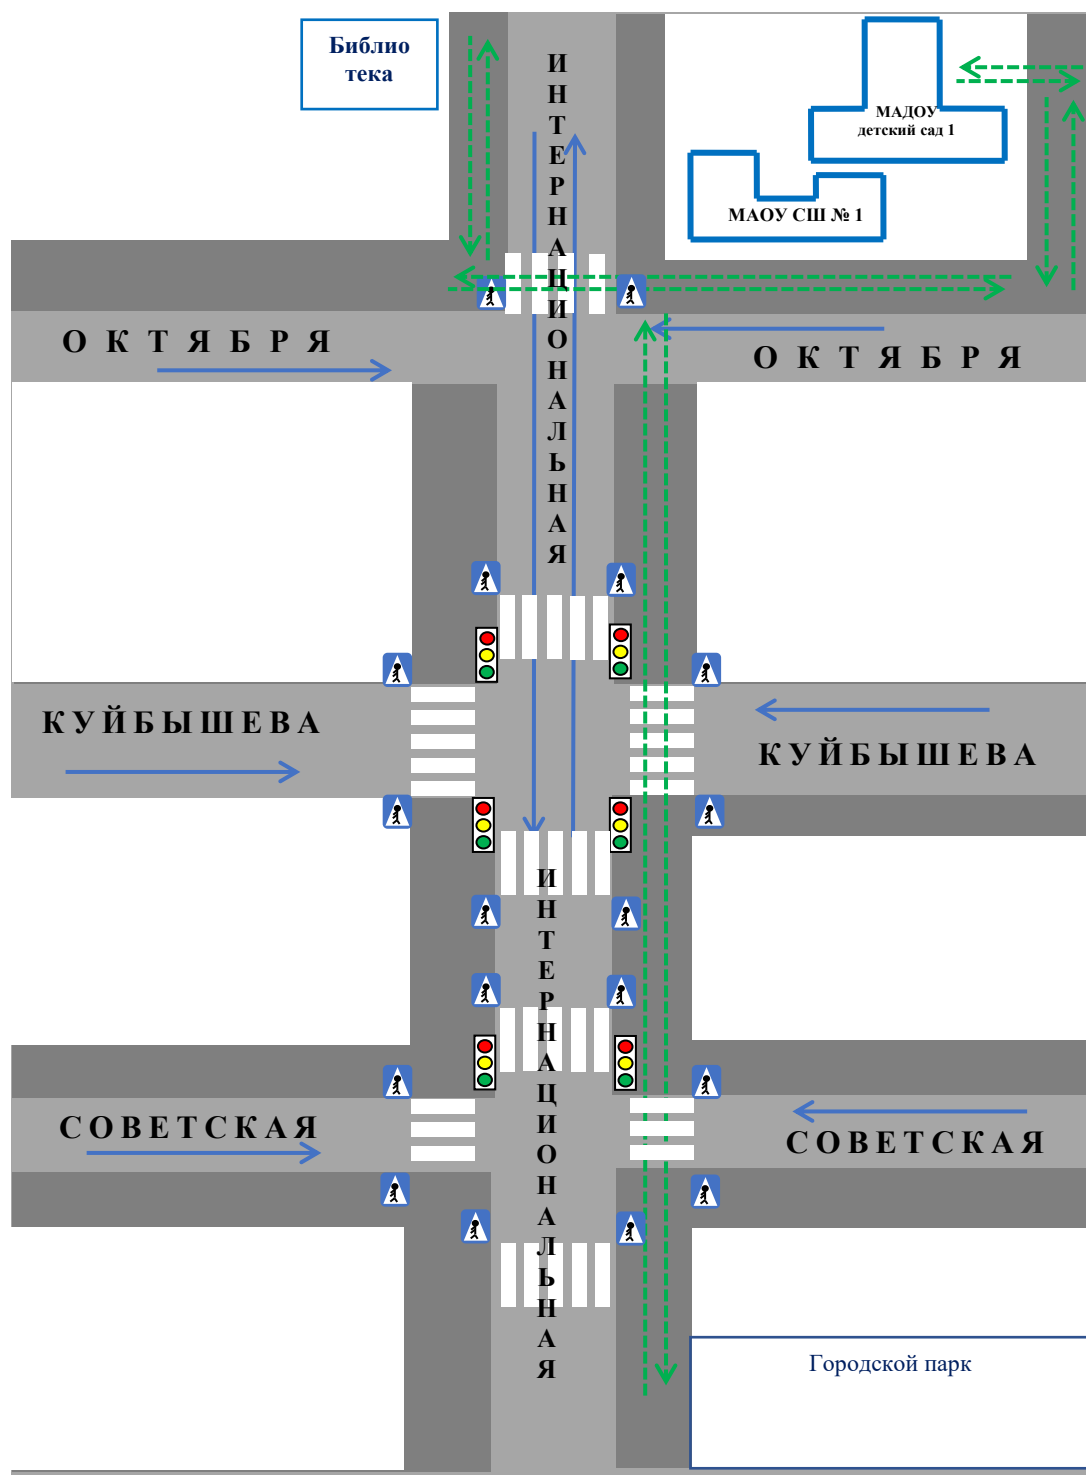 Библио
тека
ИНТЕРНАЦИОНАЛЬНАЯ
МАДОУ
детский сад 1
МАОУ СШ № 1
ОКТЯБРЯ
ОКТЯБРЯ
КУЙБЫШЕВА
КУЙБЫШЕВА
ИНТЕРНАЦИОНАЛЬНАЯ
СОВЕТСКАЯ
СОВЕТСКАЯ
Городской парк